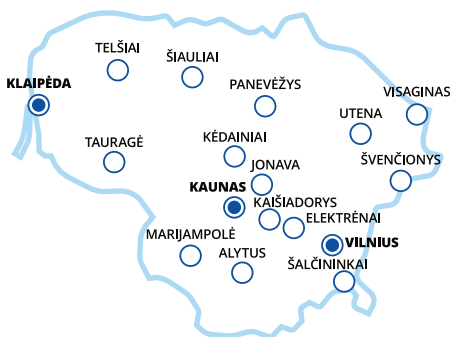 TELŠIAI
ŠIAULIAI
KLAIPĖDA
PANEVĖŽYS
VISAGINAS
UTENA
TAURAGĖ
KĖDAINIAI
ŠVENČIONYS
JONAVA
KAUNAS
KAIŠIADORYS
ELEKTRĖNAI
MARIJAMPOLĖ
VILNIUS
ALYTUS
ŠALČININKAI